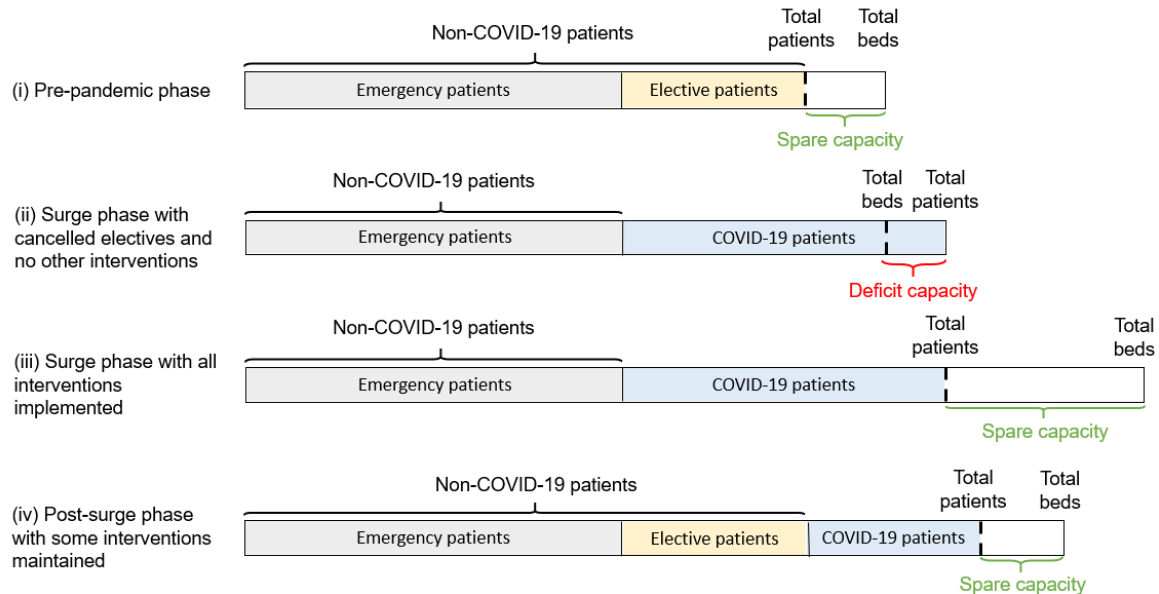 Non-COVID-19 patients
Total
patients
Total
beds
(i) Pre-pandemic phase
Emergency patients
Elective patients
Spare capacity
Non-COVID-19 patients
Total
beds
Total
patients
(ii) Surge phase with
cancelled electives and
no other interventions
Emergency patients
COVID-19 patients
Deficit capacity
Non-COVID-19 patients
Total
patients
Total
beds
(iii) Surge phase with all
interventions
implemented
Emergency patients
COVID-19 patients
Spare capacity
Non-COVID-19 patients
Total
patients
Total
beds
(iv) Post-surge phase
with some interventions
maintained
Emergency patients
Elective patients
COVID-19 patients
Spare capacity